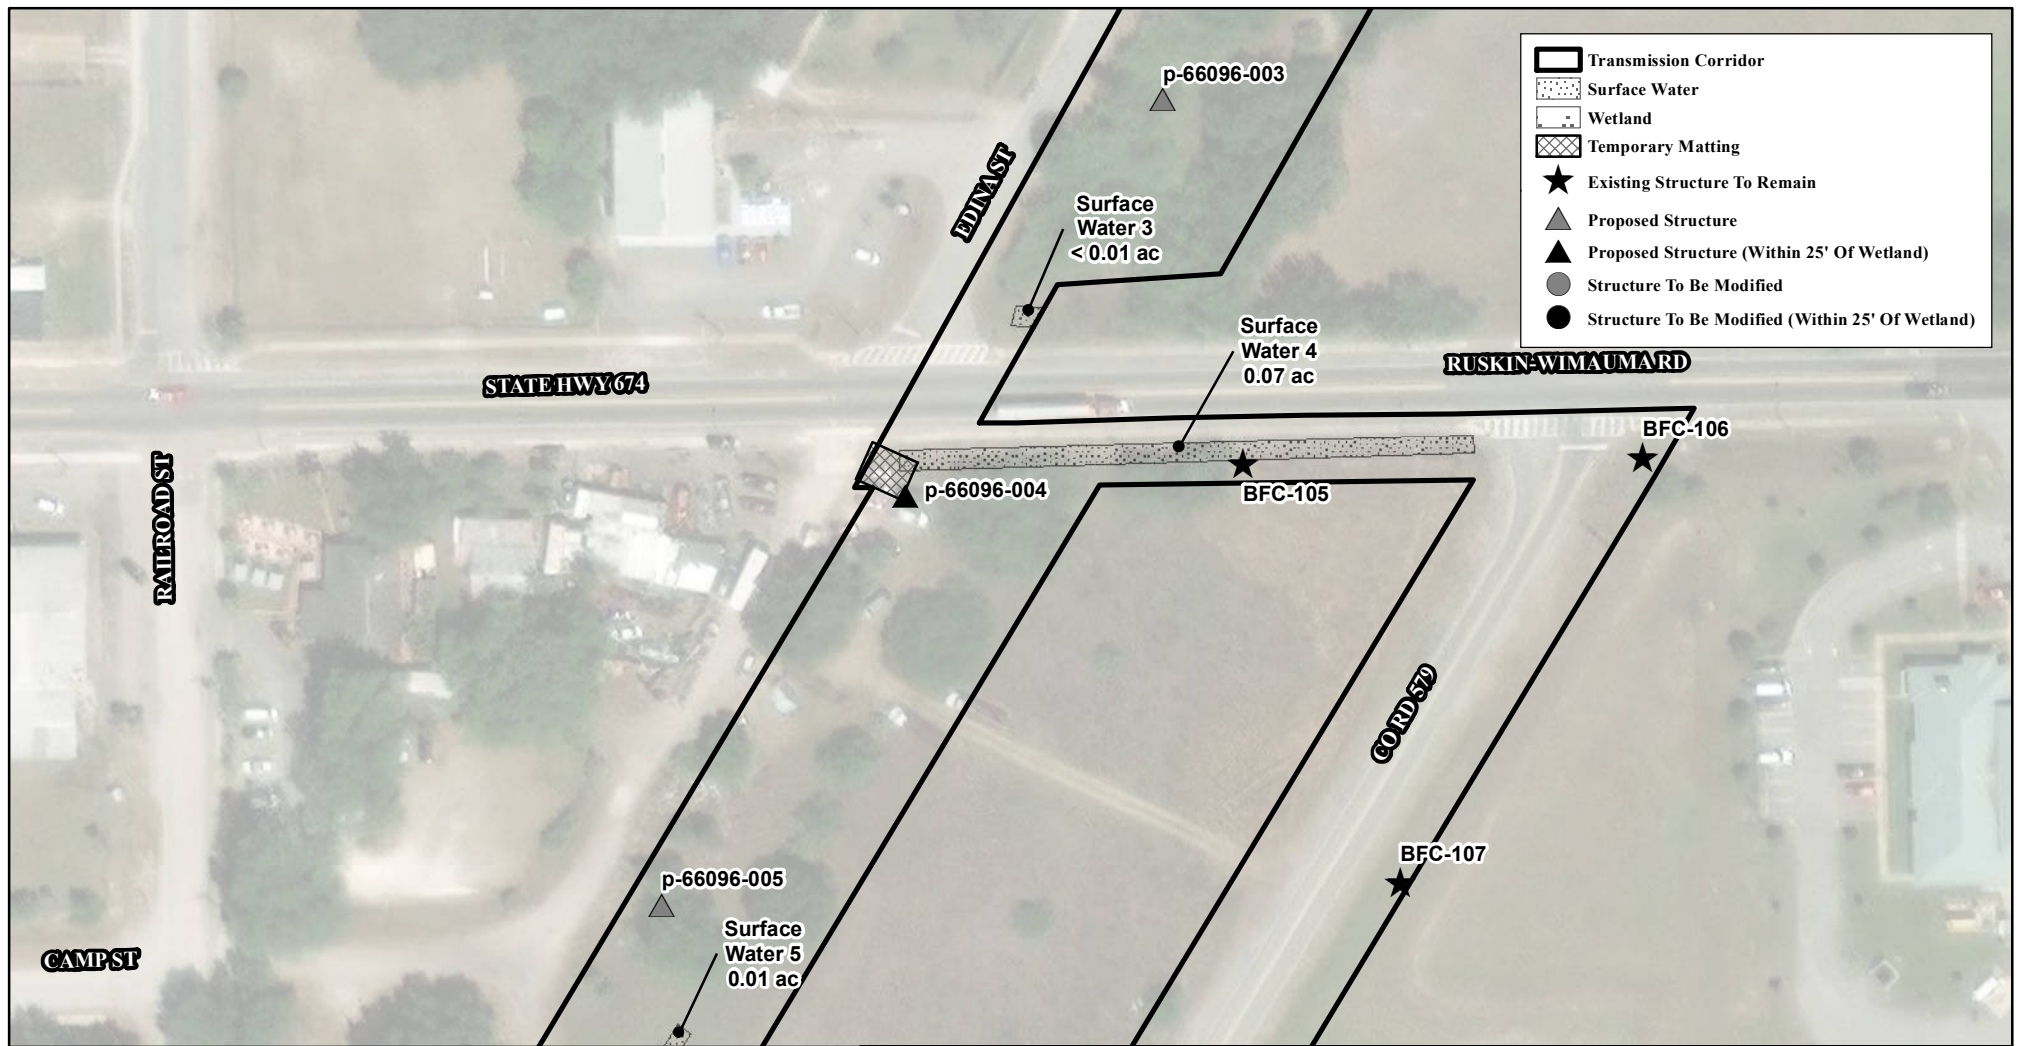 p-66096-003
Transmission Corridor
Surface Water
Wetland
Temporary Matting
Existing Structure To Remain
Proposed Structure
Proposed Structure (Within 25' Of Wetland)
Structure To Be Modified
Structure To Be Modified (Within 25' Of Wetland)
EDINA ST
Surface
Water 3
< 0.01 ac
Surface
Water 4
0.07 ac
RUSKIN-WIMAUMA RD
STATE HWY 674
BFC-106
RAILROAD ST
p-66096-004
BFC-105
CO RD 579
BFC-107
p-66096-005
Surface
Water 5
0.01 ac
CAMP ST